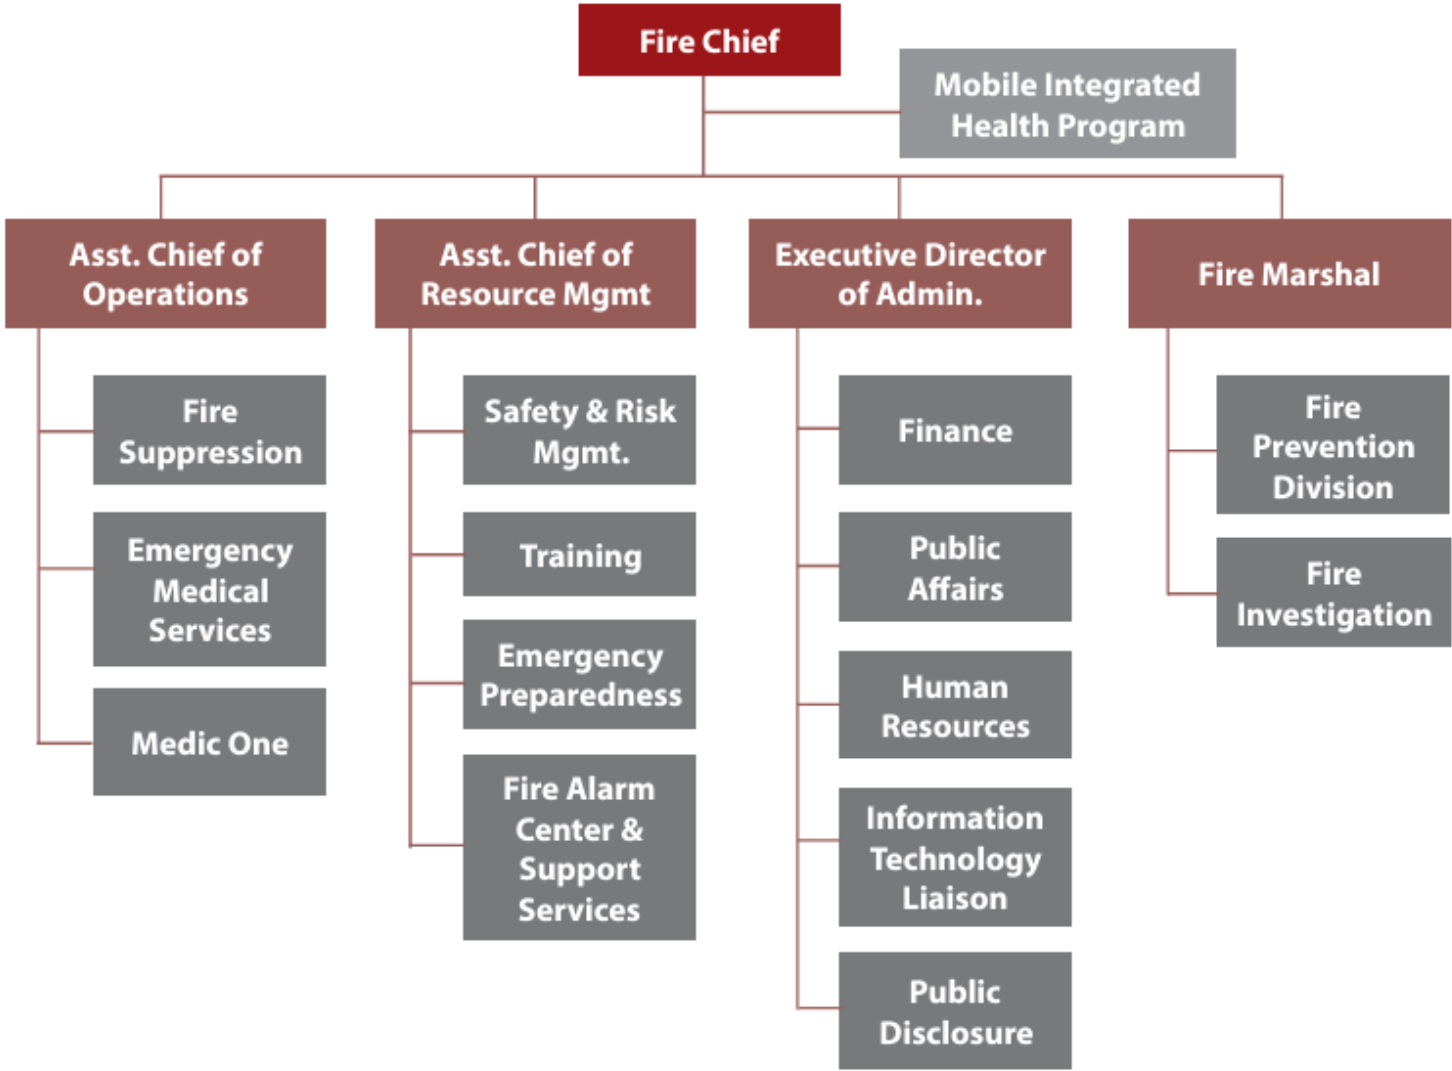 Fire Chief
Mobile Integrated
Health Program
Asst. Chief of
Operations
Fire
Suppression
Emergency
Medical
Services
Medic One
Asst. Chief of
Resource Mgmt
Safety & Risk
Mgmt.
Training
Emergency
Preparedness
Fire Alarm
Center &
Support
Services
Executive Director
of Admin.
Finance
Public
Affairs
Human
Resources
Information
Technology
Liaison
Public
Disclosure
Fire Marshal
Fire
Prevention
Division
Fire
Investigation